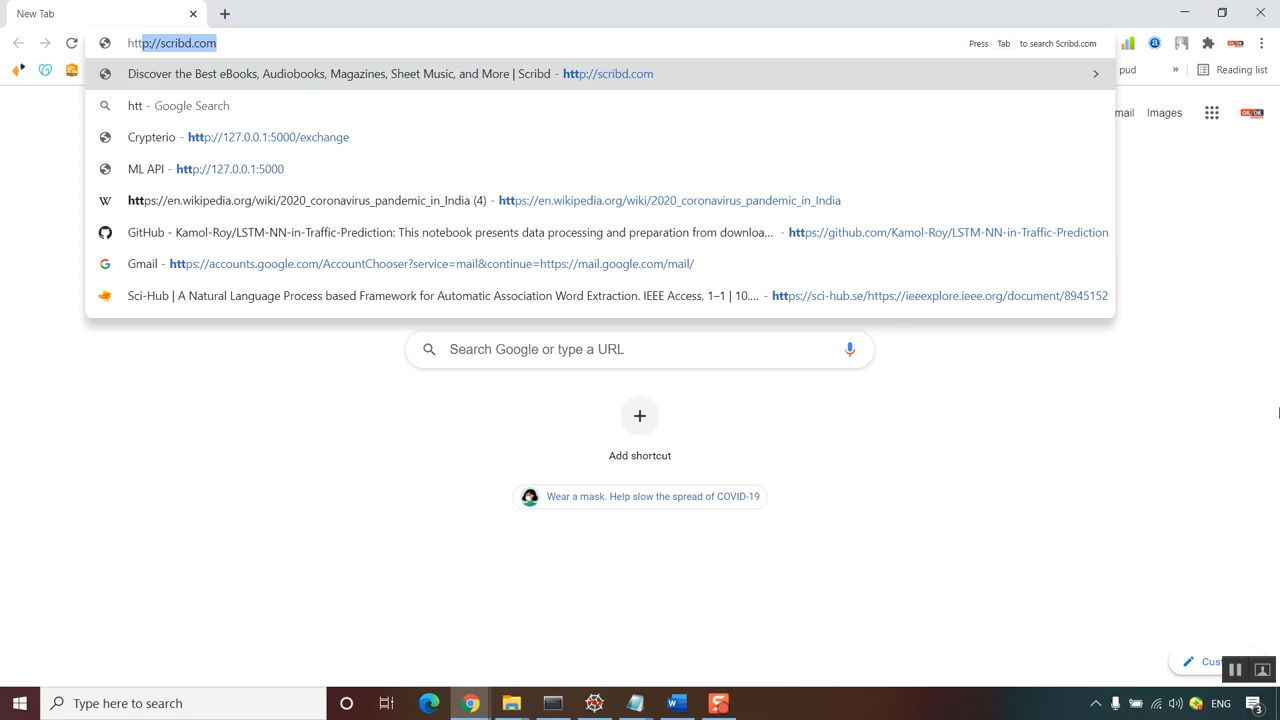 New Tab
http://scribd.com
Press Tab to search Scribd.com
pud
»
Reading list
Discover the Best eBooks, Audiobooks, Magazines, Sheet Music, and More | Scribd - http://scribd.com
htt - Google Search
mail Images
Crypterio - http://127.0.0.1:5000/exchange
ML API - http://127.0.0.1:5000
https://en.wikipedia.org/wiki/2020_coronavirus_pandemic_in_India (4) - https://en.wikipedia.org/wiki/2020_coronavirus_pandemic_in_India
GitHub - Kamol-Roy/LSTM-NN-in-Traffic-Prediction: This notebook presents data processing and preparation from downloa... - https://github.com/Kamol-Roy/LSTM-NN-in-Traffic-Prediction
Gmail - https://accounts.google.com/AccountChooser?service=mail&continue=https://mail.google.com/mail/
Sci-Hub | A Natural Language Process based Framework for Automatic Association Word Extraction. IEEE Access, 1–1 | 10.... - https://sci-hub.se/https://ieeexplore.ieee.org/document/8945152
Search Google or type a URL
Add shortcut
Wear a mask. Help slow the spread of COVID-19
Cus
Type here to search
ENG
3